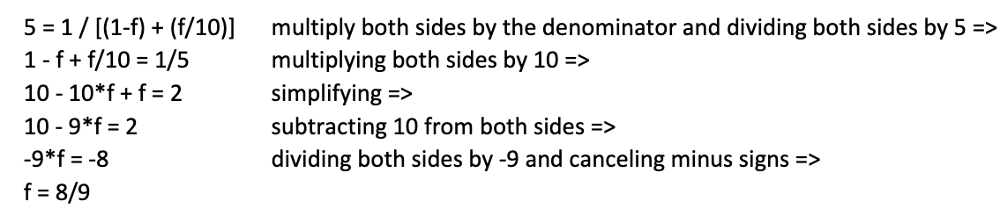 5 = 1 / [(1-f) + (f/10)] multiply both sides by the denominator and dividing both sides by 5 =>
1 - f + f/10 = 1/5 multiplying both sides by 10 =>
10 - 10*f + f = 2 simplifying =>
10 - 9*f = 2 subtracting 10 from both sides =>
-9*f = -8 dividing both sides by -9 and canceling minus signs =>
f = 8/9